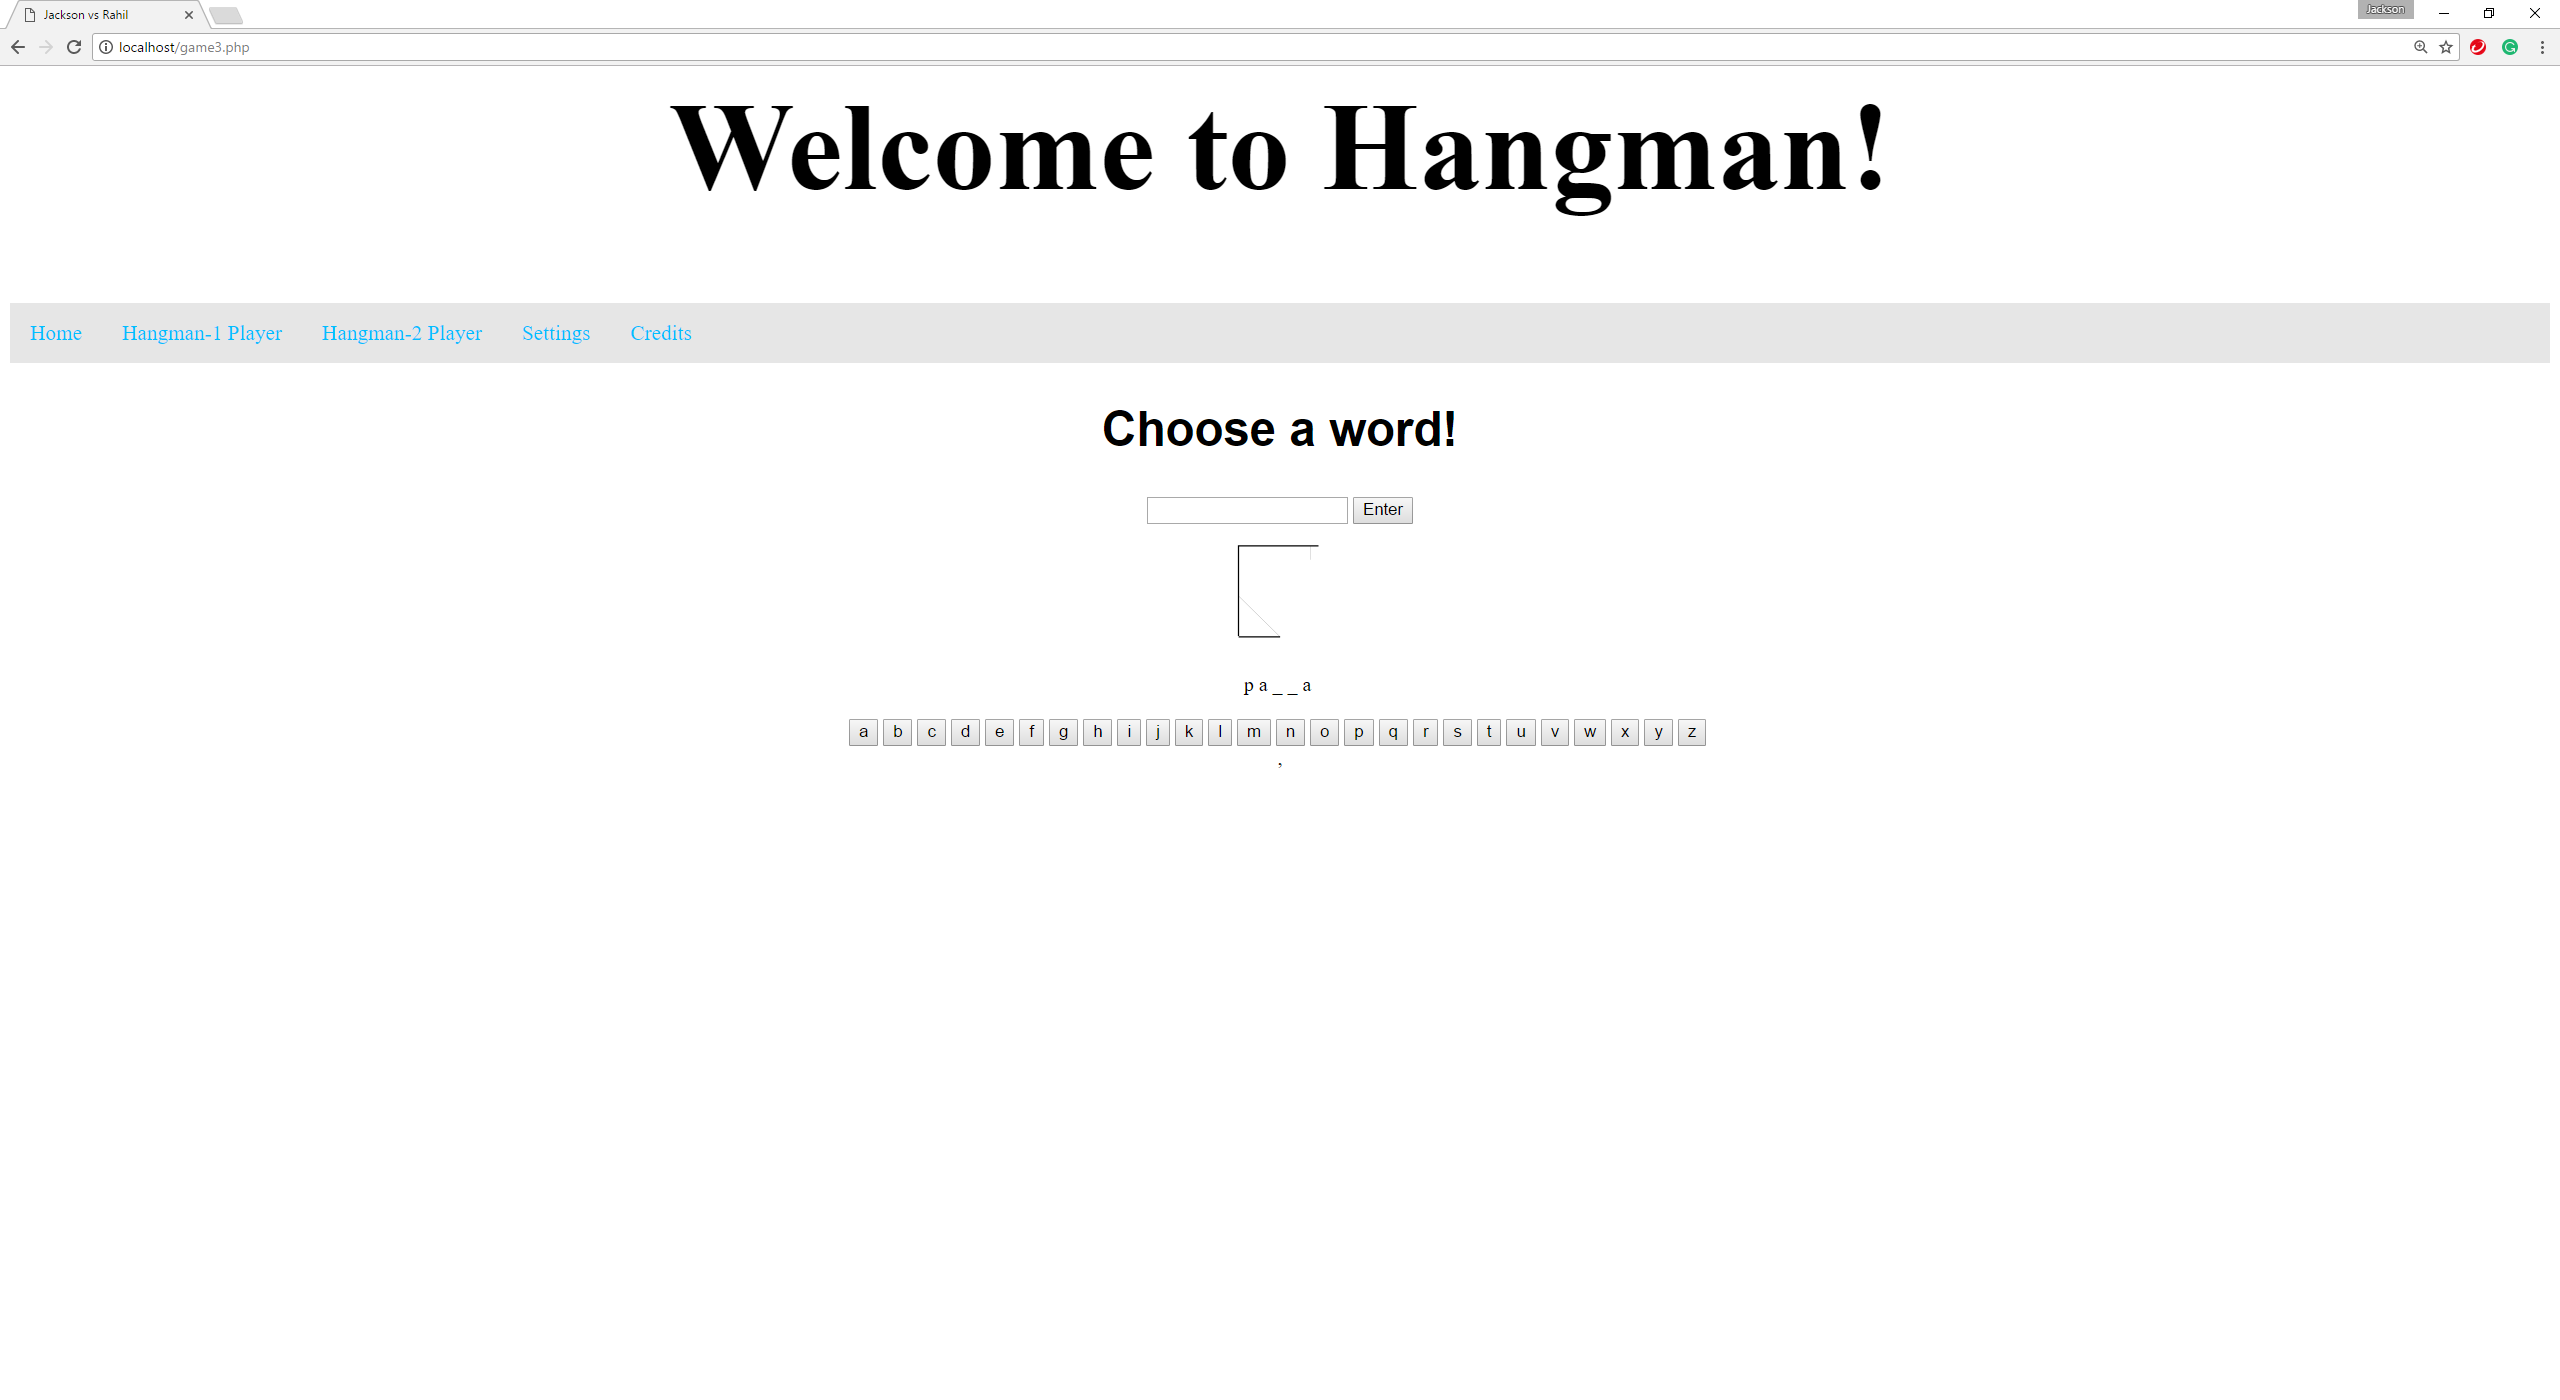 Jackson vs Rahil
Jackson
localhost/game3.php
Welcome to Hangman!
Home Hangman-1 Player Hangman-2 Player Settings Credits
Choose a word!
Enter
p a _ _ a
a b c d e f g h i j k l m n o p q r s t u v w x y z
,